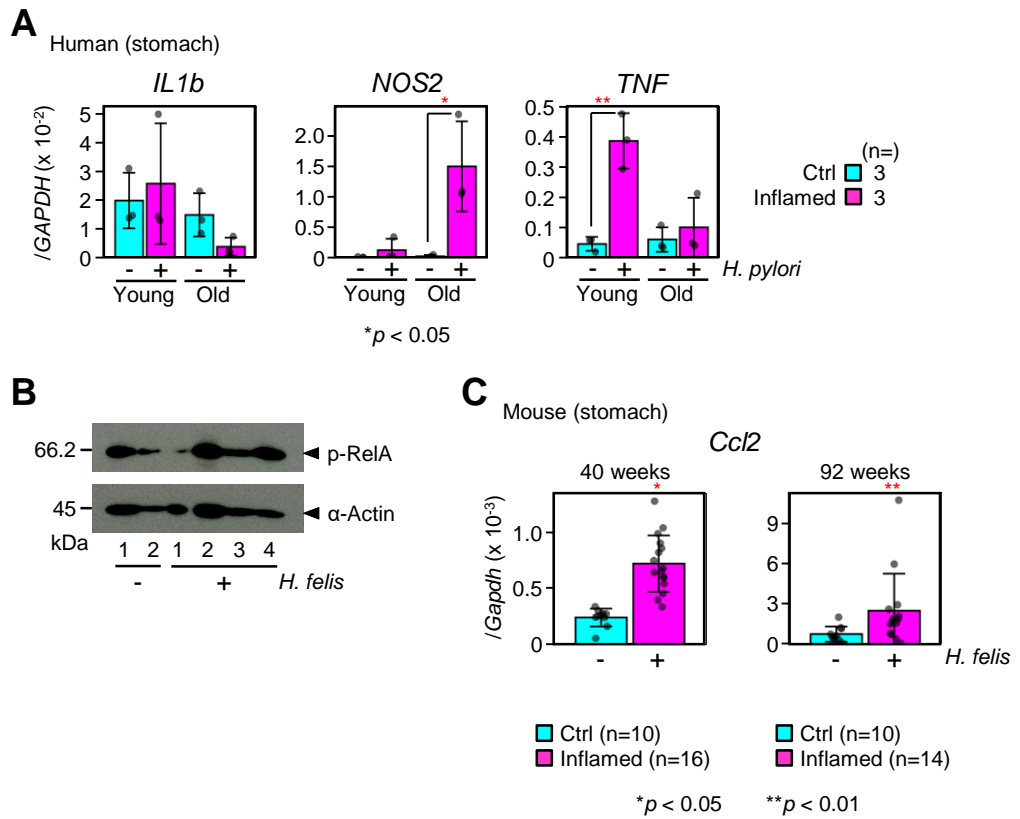 A
Human (stomach)
IL1b NOS2 TNF
/GAPDH (x 10-2)
5
4
3
2
1
0
2.0
1.5
1.0
0.5
0
0.5
0.4
0.3
0.2
0.1
0
*
**
(n=)
Ctrl 3
Inflamed 3
- + - + - + - + - + - + H. pylori
Young Old Young Old Young Old
*p < 0.05
B
66.2 p-RelA
45 α-Actin
kDa
1 2 1 2 3 4
- + H. felis
C
Mouse (stomach)
Ccl2
40 weeks 92 weeks
* **
/Gapdh (x 10-3)
1.0
0.5
0
9
6
3
0
- + - + H. felis
Ctrl (n=10) Ctrl (n=10)
Inflamed (n=16) Inflamed (n=14)
*p < 0.05 **p < 0.01